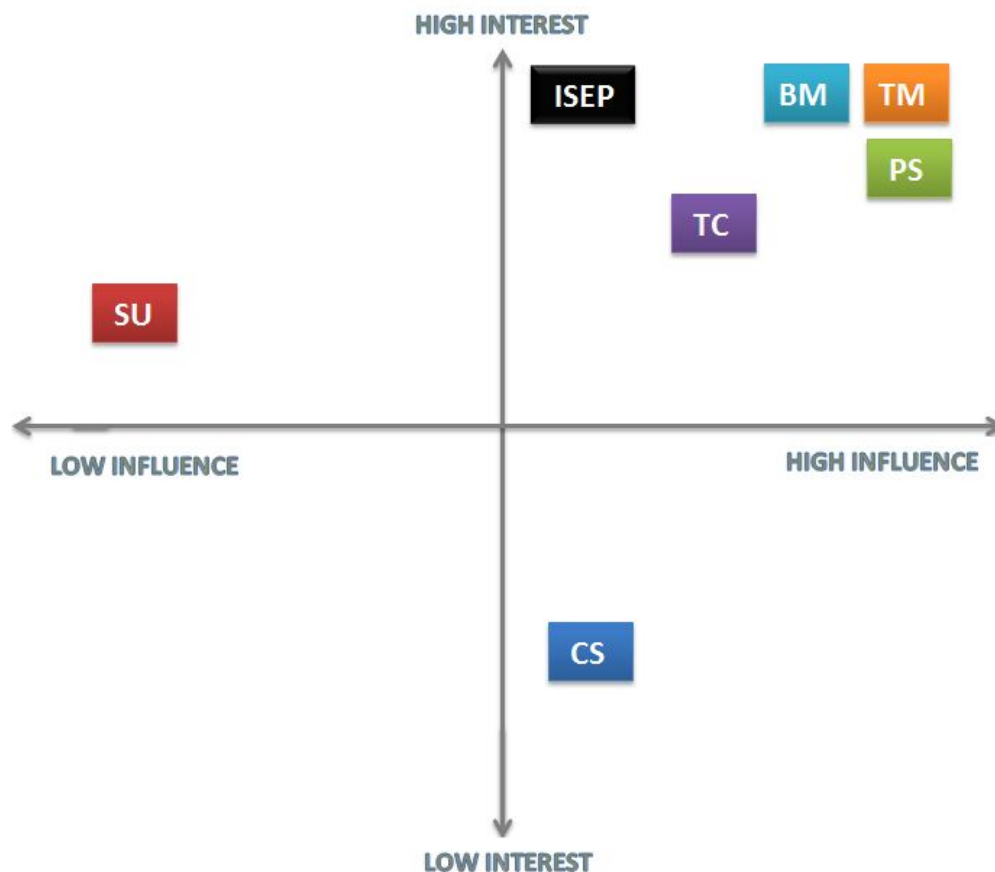 HIGH INTEREST
ISEP
BM
TM
PS
TC
SU
LOW INFLUENCE
HIGH INFLUENCE
CS
LOW INTEREST